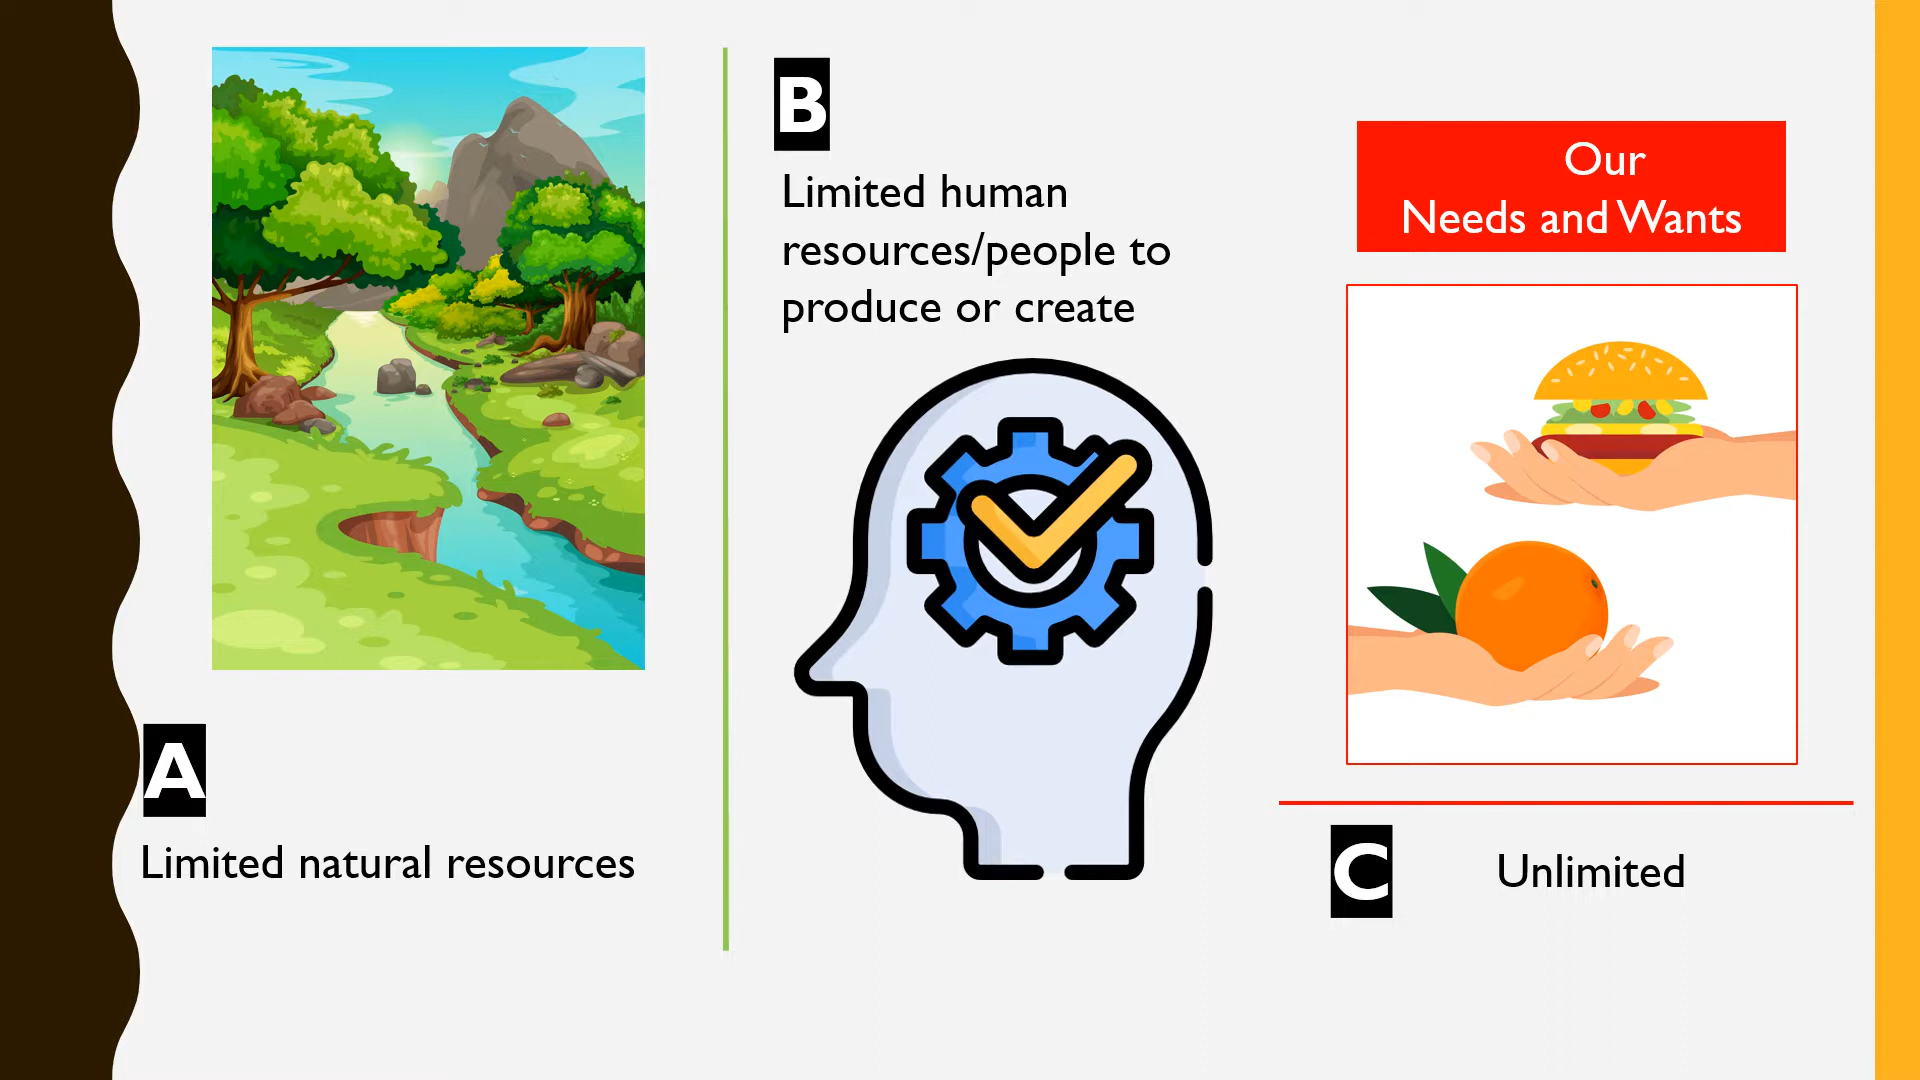 A
Limited natural resources
B
Limited human
resources/people to
produce or create
Our
Needs and Wants
C
Unlimited